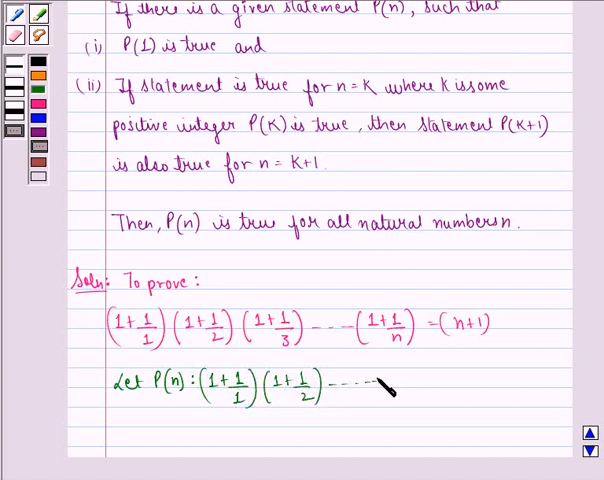 If there is a given statement P(n), such that
(i) P(1) is true and
(ii) If statement is true for n = K where K is some
positive integer P(K) is true, then statement P(K+1)
is also true for n = K+1.
Then, P(n) is true for all natural numbers n.
Soln: To prove:
(1+1/1) (1+1/2) (1+1/3) ------ (1+1/n) = (n+1)
Let P(n): (1+1/1) (1+1/2) ------